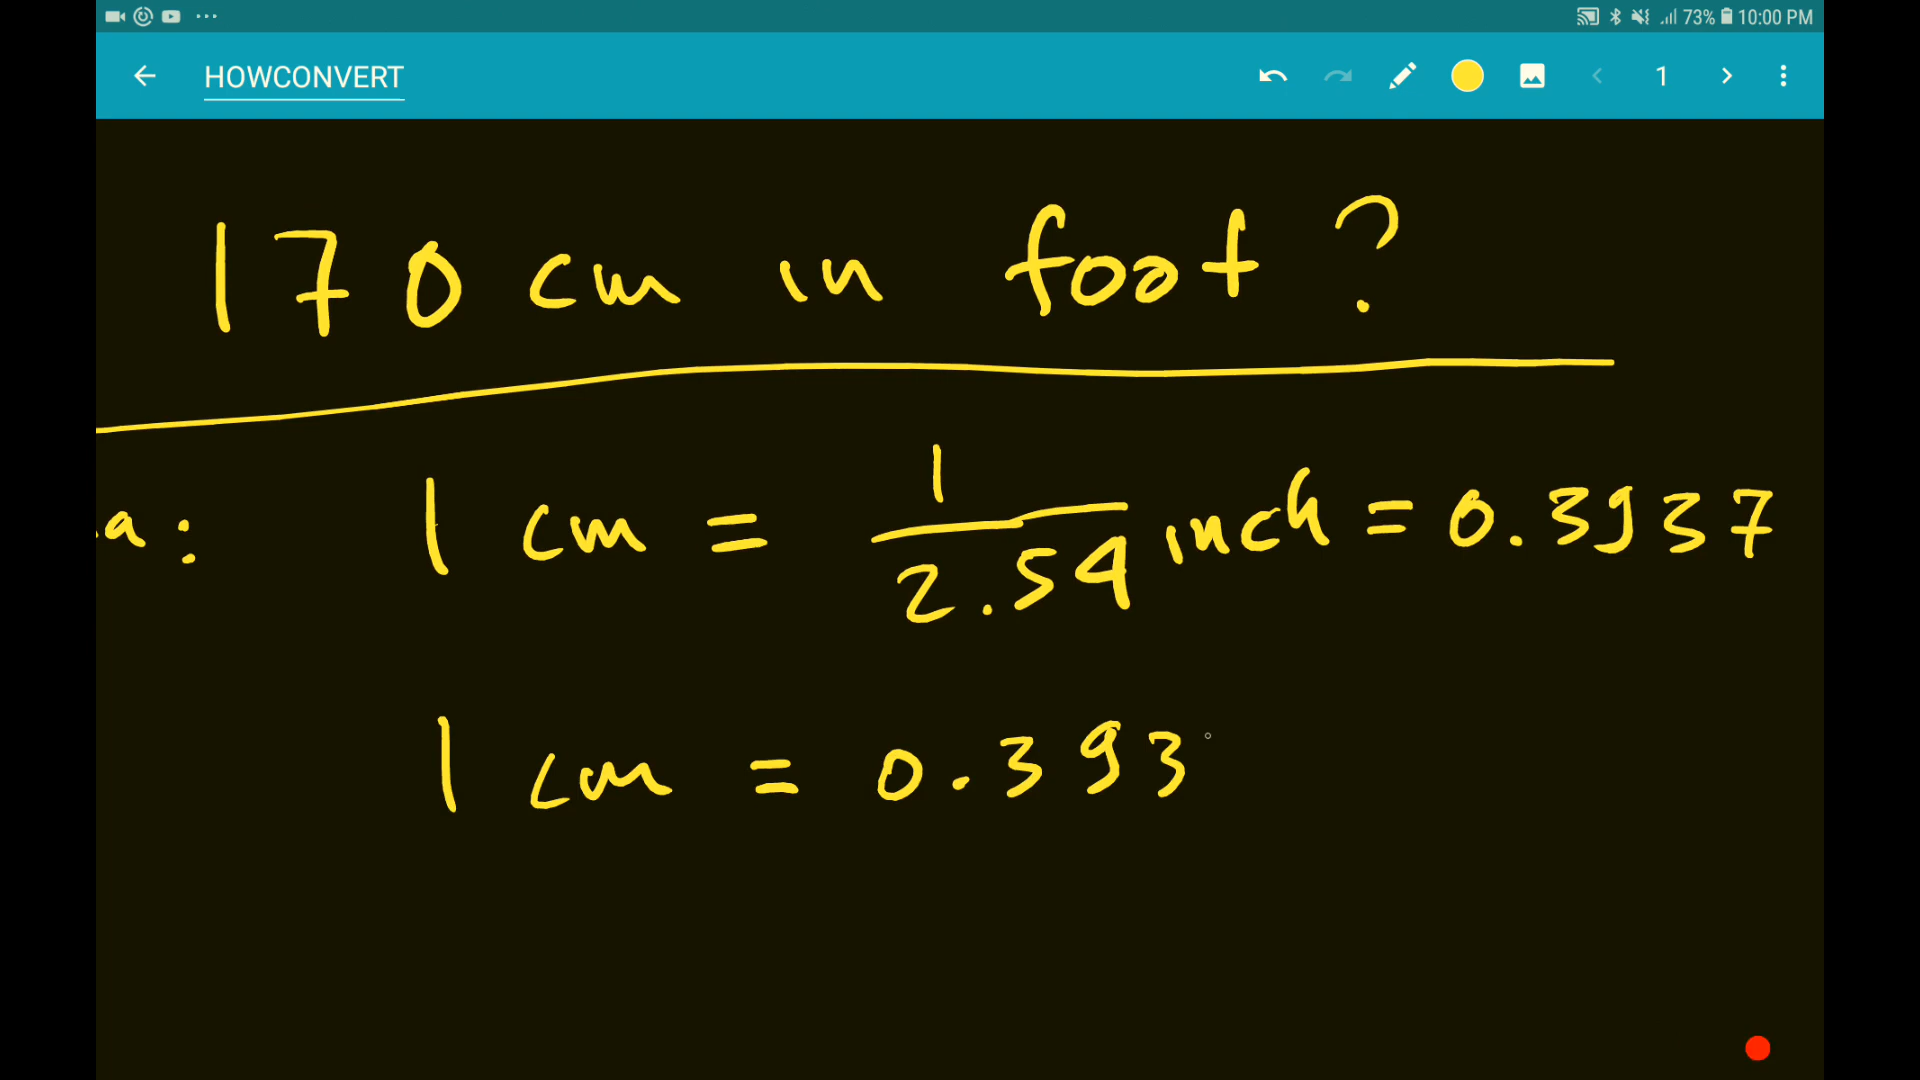 73% 10:00 PM
HOWCONVERT 1
170 cm in foot?
a: 1 cm = 1/2.54 inch = 0.3937
1 cm = 0.393